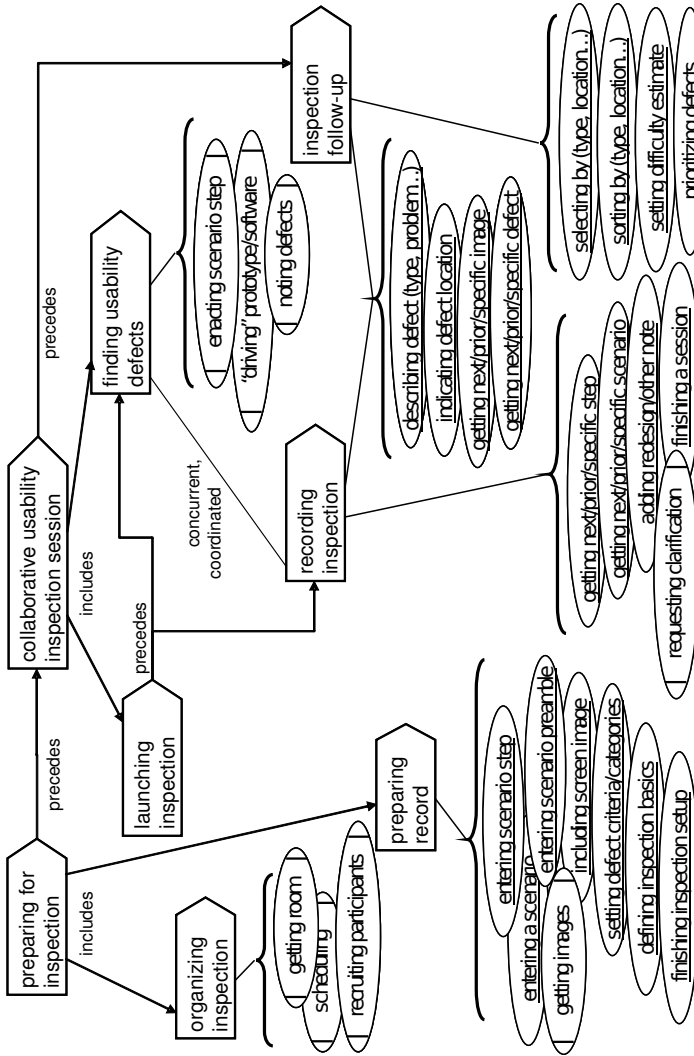 preparing for
inspection
precedes
collaborative usability
inspection session
precedes
includes
includes
organizing
inspection
launching
inspection
precedes
finding usability
defects
concurrent,
coordinated
preparing
record
recording
inspection
inspection
follow-up
getting room
scheduling
recruiting participants
enacting scenario step
“driving” prototype/software
noting defects
entering scenario step
entering a scenario
entering scenario preamble
getting images
including screen image
setting defect criteria/categories
defining inspection basics
finishing inspection setup
describing defect (type, problem…)
indicating defect location
getting next/prior/specific image
getting next/prior/specific defect
getting next/prior/specific step
getting next/prior/specific scenario
adding redesign/other note
requesting clarification
finishing a session
selecting by (type, location…)
sorting by (type, location…)
setting difficulty estimate
prioritizing defects